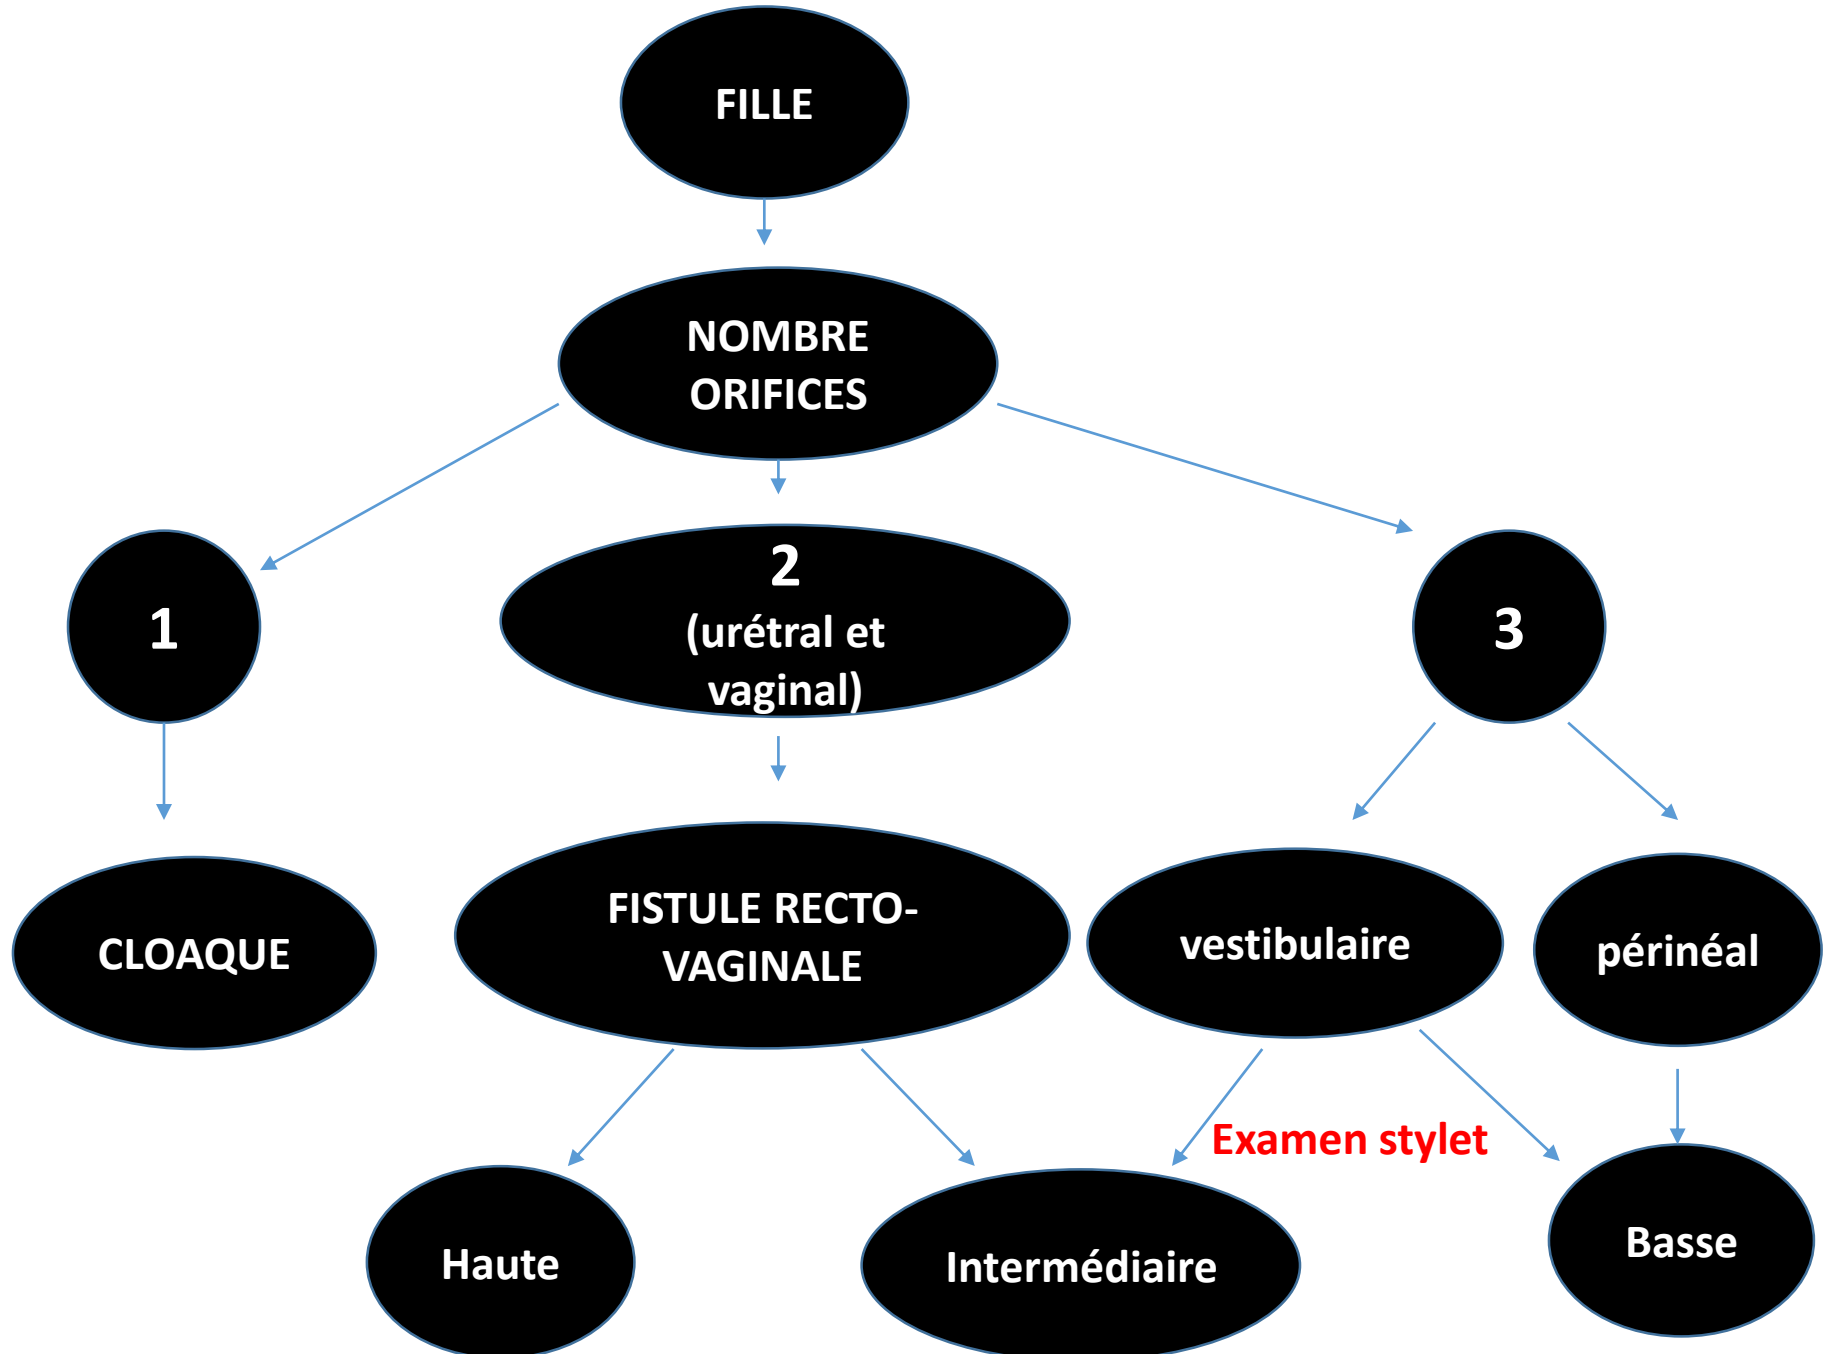 FILLE
NOMBRE
ORIFICES
1
2
(urétral et
vaginal)
3
CLOAQUE
FISTULE RECTO-
VAGINALE
vestibulaire
périnéal
Examen stylet
Haute
Intermédiaire
Basse